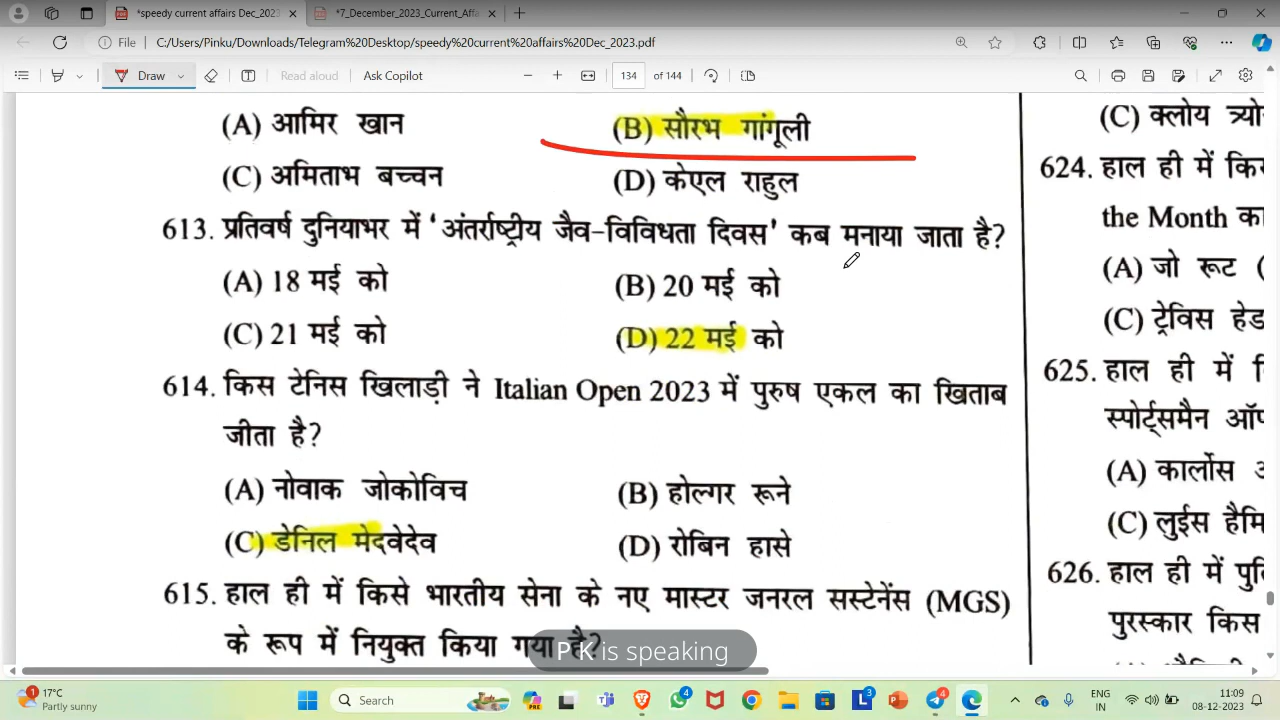 *speedy current affairs Dec_2023
*7_December_2023_Current_Affa
File C:/Users/Pinku/Downloads/Telegram%20Desktop/speedy%20current%20affairs%20Dec_2023.pdf
Draw Read aloud Ask Copilot 134 of 144
(A) आमिर खान (B) सौरभ गांगूली
(C) अमिताभ बच्चन (D) केएल राहुल
613. प्रतिवर्ष दुनियाभर में ‘अंतर्राष्ट्रीय जैव-विविधता दिवस' कब मनाया जाता है?
(A) 18 मई को (B) 20 मई को
(C) 21 मई को (D) 22 मई को
614. किस टेनिस खिलाड़ी ने Italian Open 2023 में पुरुष एकल का खिताब
जीता है?
(A) नोवाक जोकोविच (B) होल्गर रूने
(C) डेनिल मेदवेदेव (D) रोबिन हासे
615. हाल ही में किसे भारतीय सेना के नए मास्टर जनरल सस्टेनेंस (MGS)
के रूप में नियुक्त किया गया है?
P K is speaking
(C) क्लोय
624. हाल ही में
the Month का
(A) जो रूट (
(C) ट्रेविस हेड
625. हाल ही में
स्पोर्ट्समैन
(A) कार्लोस
(C) लुईस
626. हाल ही में
पुरस्कार किस
17°C
Partly sunny
Search
ENG
IN
11:09
08-12-2023